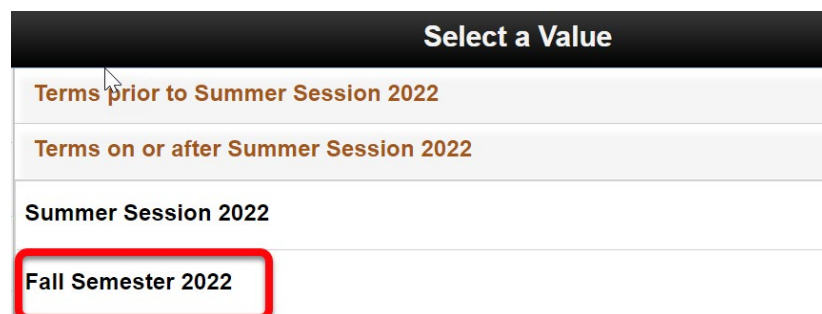 Select a Value
Terms prior to Summer Session 2022
Terms on or after Summer Session 2022
Summer Session 2022
Fall Semester 2022